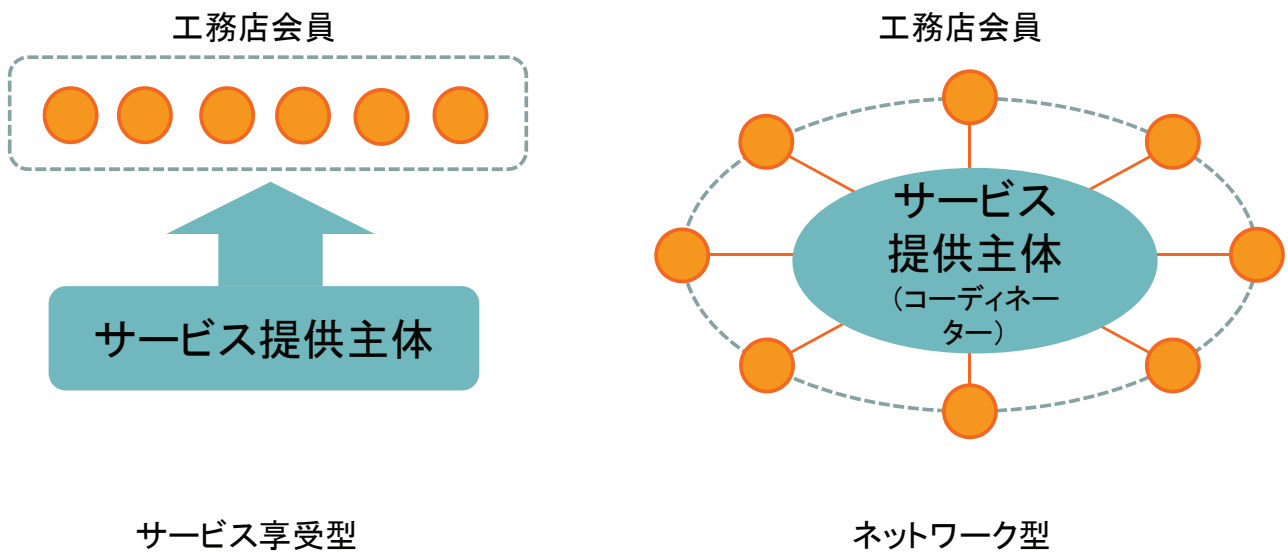 工務店会員
サービス提供主体
サービス享受型
工務店会員
サービス
提供主体
（コーディネー
ター）
ネットワーク型